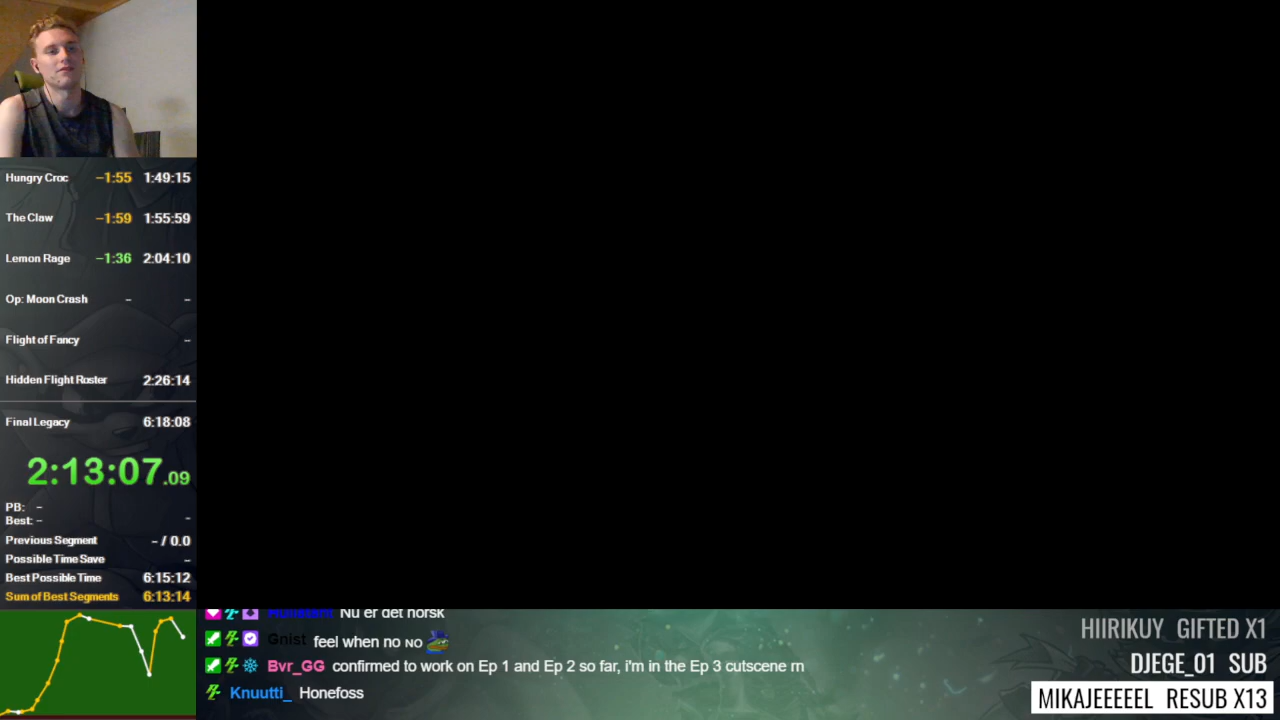 Hungry Croc −1:55 1:49:15
The Claw −1:59 1:55:59
Lemon Rage −1:36 2:04:10
Op: Moon Crash – –
Flight of Fancy –
Hidden Flight Roster 2:26:14
Final Legacy 6:18:08
2:13:07.09
PB: –
Best: – –
Previous Segment - / 0.0
Possible Time Save –
Best Possible Time 6:15:12
Sum of Best Segments 6:13:14
Nu er det norsk
Gnist feel when no NO
Bvr_GG confirmed to work on Ep 1 and Ep 2 so far, i'm in the Ep 3 cutscene rn
Knuutti_ Honefoss
HIIRIKUY GIFTED X1
DJEGE_01 SUB
MIKAJEEEEEL RESUB X13